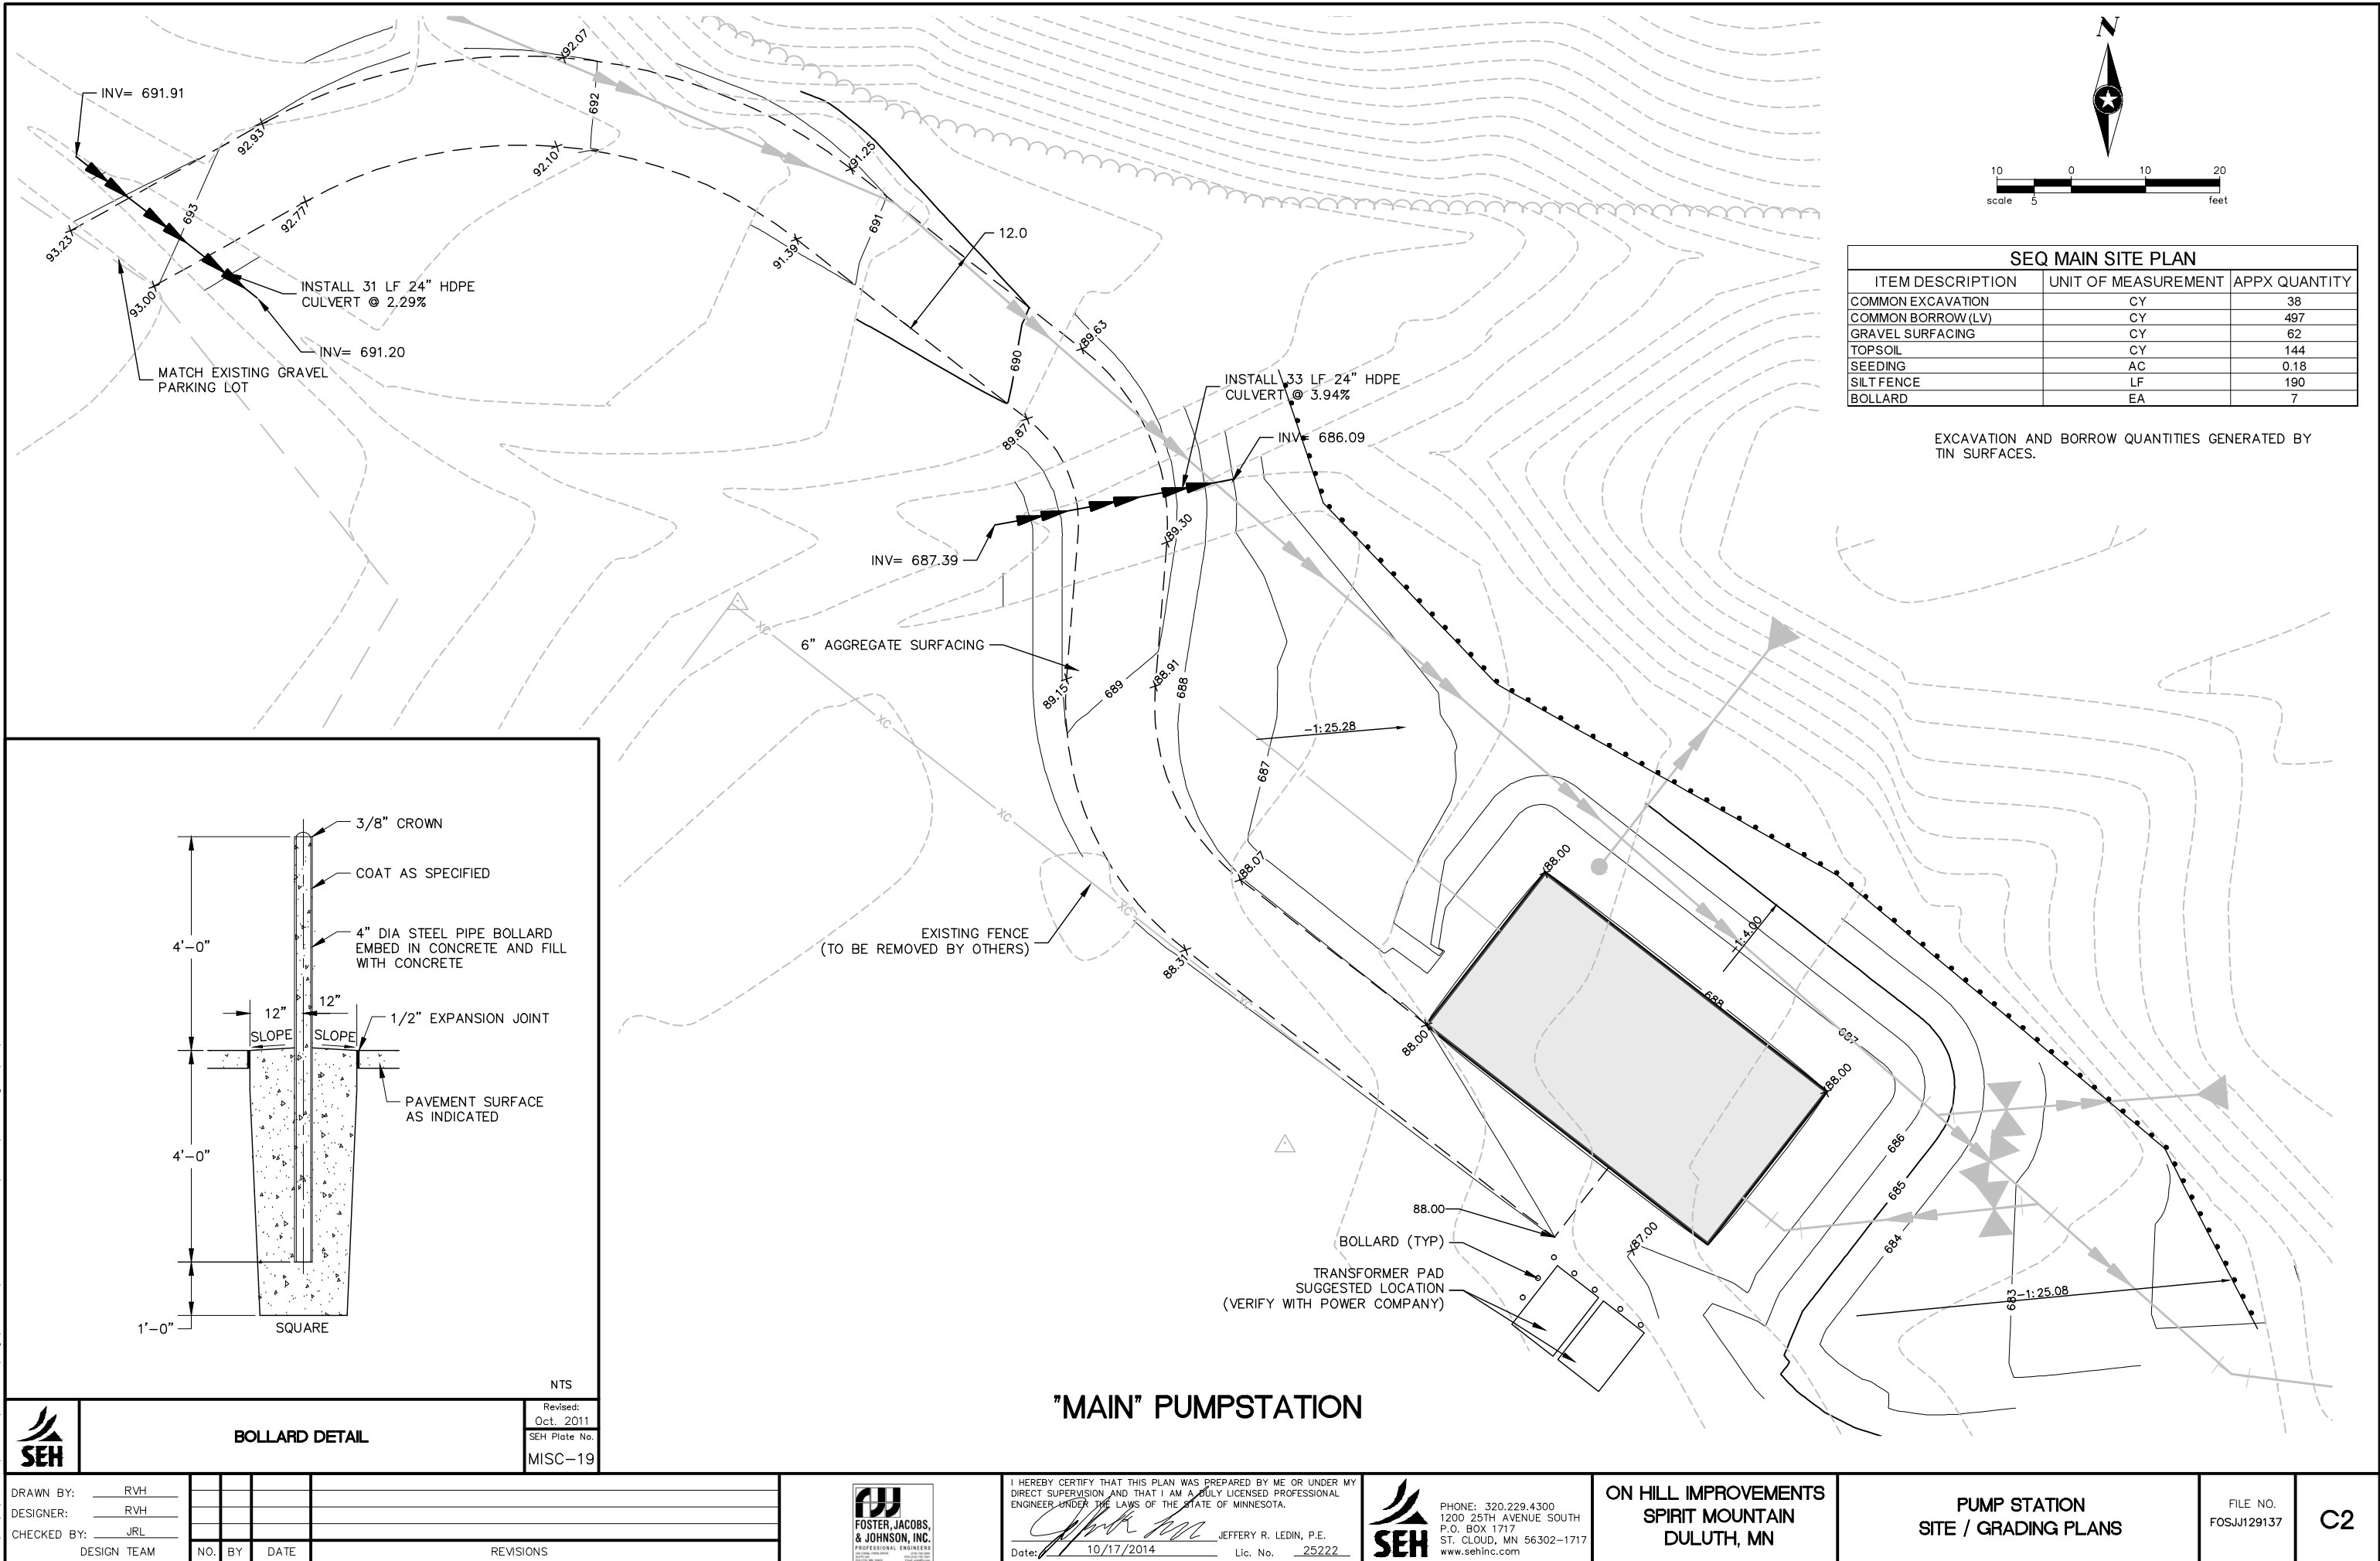 INV= 691.91
92.93
92.07
692
92.10
91.25
691
91.39
693
92.77
93.23
93.00
INSTALL 31 LF 24" HDPE
CULVERT @ 2.29%
INV= 691.20
MATCH EXISTING GRAVEL
PARKING LOT
12.0
690
89.63
89.87
INSTALL 33 LF 24" HDPE
CULVERT @ 3.94%
INV= 686.09
89.30
INV= 687.39
6" AGGREGATE SURFACING
89.15
689
88.91
688
687
-1:25.28
XC
XC
XC
XC
XC
88.07
88.31
88.00
88.00
88.00
-1:4.00
688
687
686
685
684
683
-1:25.08
EXISTING FENCE
(TO BE REMOVED BY OTHERS)
88.00
87.00
BOLLARD (TYP)
TRANSFORMER PAD
SUGGESTED LOCATION
(VERIFY WITH POWER COMPANY)
"MAIN" PUMPSTATION
N
10 0 10 20
scale 5 feet
SEQ MAIN SITE PLAN
ITEM DESCRIPTION UNIT OF MEASUREMENT APPX QUANTITY
COMMON EXCAVATION CY 38
COMMON BORROW (LV) CY 497
GRAVEL SURFACING CY 62
TOPSOIL CY 144
SEEDING AC 0.18
SILT FENCE LF 190
BOLLARD EA 7
EXCAVATION AND BORROW QUANTITIES GENERATED BY
TIN SURFACES.
3/8" CROWN
COAT AS SPECIFIED
4" DIA STEEL PIPE BOLLARD
EMBED IN CONCRETE AND FILL
WITH CONCRETE
4'-0"
12" 12"
1/2" EXPANSION JOINT
SLOPE SLOPE
PAVEMENT SURFACE
AS INDICATED
4'-0"
1'-0"
SQUARE
NTS
SEH
BOLLARD DETAIL
Revised:
Oct. 2011
SEH Plate No.
MISC-19
DRAWN BY: RVH
DESIGNER: RVH
CHECKED BY: JRL
DESIGN TEAM
NO. BY DATE REVISIONS
FOSTER, JACOBS,
& JOHNSON, INC.
PROFESSIONAL ENGINEERS
I HEREBY CERTIFY THAT THIS PLAN WAS PREPARED BY ME OR UNDER MY
DIRECT SUPERVISION AND THAT I AM A DULY LICENSED PROFESSIONAL
ENGINEER UNDER THE LAWS OF THE STATE OF MINNESOTA.
JEFFERY R. LEDIN, P.E.
Date: 10/17/2014 Lic. No. 25222
SEH
PHONE: 320.229.4300
1200 25TH AVENUE SOUTH
P.O. BOX 1717
ST. CLOUD, MN 56302-1717
www.sehinc.com
ON HILL IMPROVEMENTS
SPIRIT MOUNTAIN
DULUTH, MN
PUMP STATION
SITE / GRADING PLANS
FILE NO.
FOSJJ129137
C2